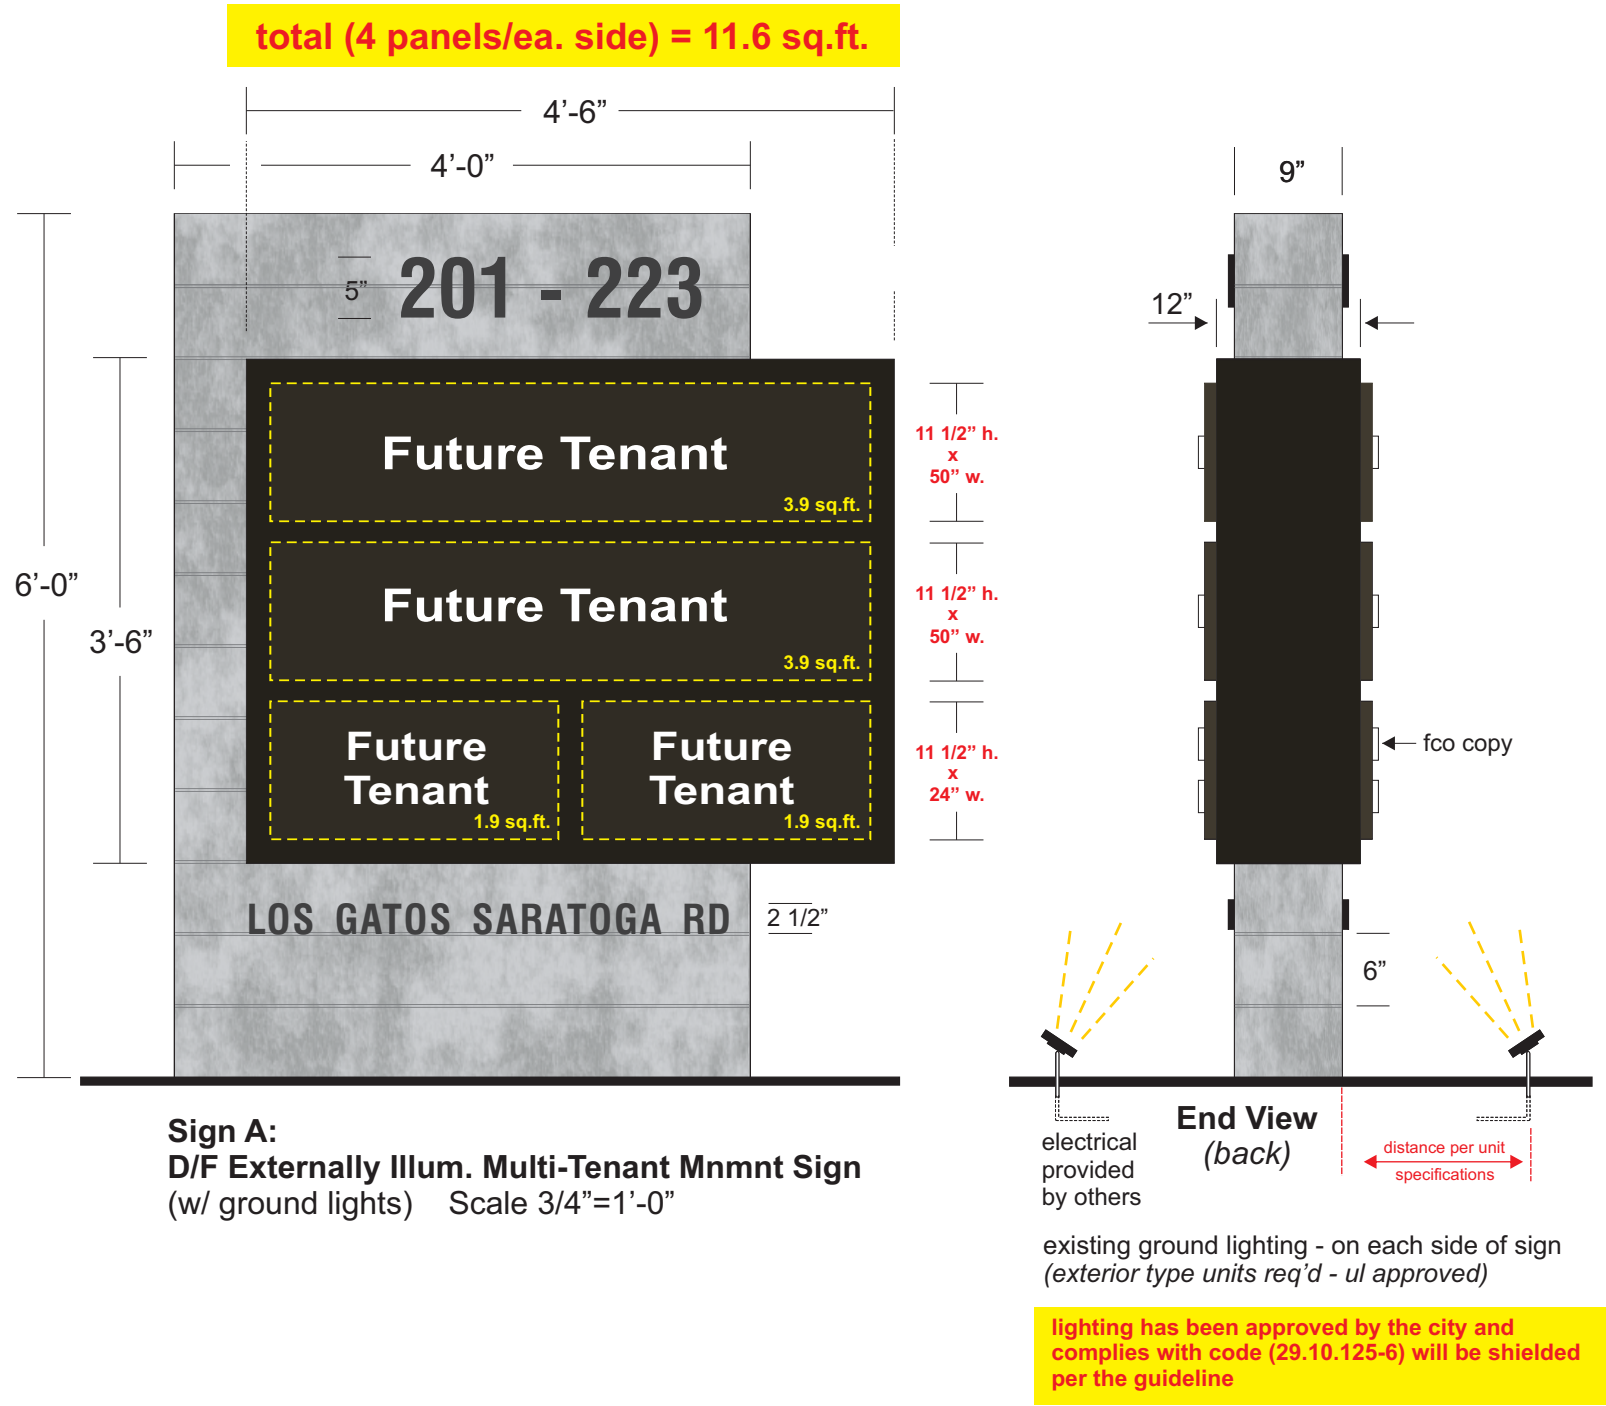 total (4 panels/ea. side) = 11.6 sq.ft.
4’-6”
4’-0”
9”
5”
201 - 223
12”
6’-0”
3’-6”
Future Tenant
3.9 sq.ft.
11 1/2” h.
x
50” w.
Future Tenant
3.9 sq.ft.
11 1/2” h.
x
50” w.
Future
Tenant
1.9 sq.ft.
Future
Tenant
1.9 sq.ft.
11 1/2” h.
x
24” w.
fco copy
LOS GATOS SARATOGA RD
2 1/2”
6”
Sign A:
D/F Externally Illum. Multi-Tenant Mnmnt Sign
(w/ ground lights) Scale 3/4”=1’-0”
electrical
provided
by others
End View
(back)
distance per unit
specifications
existing ground lighting - on each side of sign
(exterior type units req’d - ul approved)
lighting has been approved by the city and
complies with code (29.10.125-6) will be shielded
per the guideline